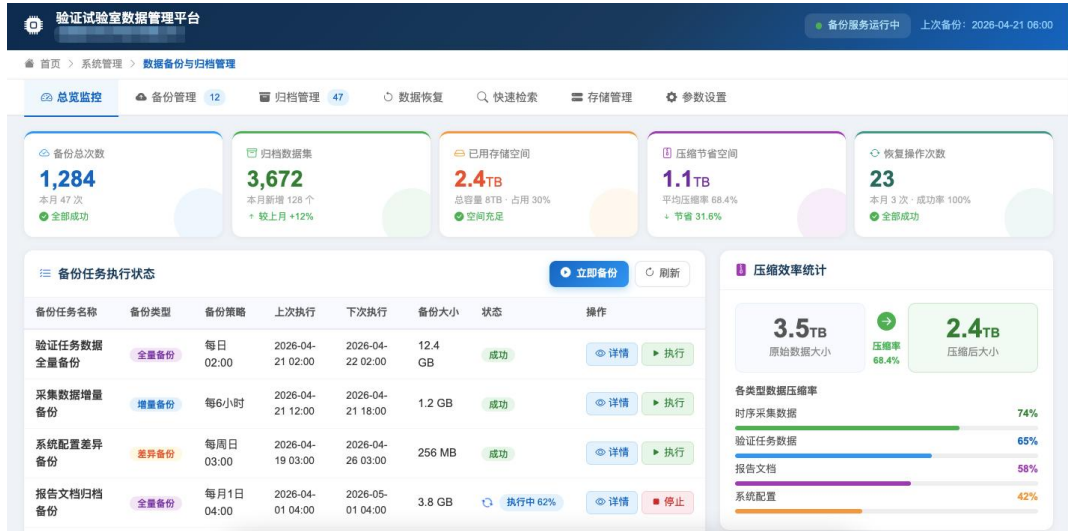 验证试验室数据管理平台
备份服务运行中
上次备份：2026-04-21 06:00
首页 > 系统管理 > 数据备份与归档管理
总览监控
备份管理 12
归档管理 47
数据恢复
快速检索
存储管理
参数设置
备份总次数
1,284
本月 47 次
全部成功
归档数据集
3,672
本月新增 128 个
↑ 较上月 +12%
已用存储空间
2.4TB
总容量 8TB · 占用 30%
空间充足
压缩节省空间
1.1TB
平均压缩率 68.4%
↓ 节省 31.6%
恢复操作次数
23
本月 3 次 · 成功率 100%
全部成功
备份任务执行状态
立即备份
刷新
备份任务名称 备份类型 备份策略 上次执行 下次执行 备份大小 状态 操作
验证任务数据 全量备份 每日 2026-04- 2026-04- 12.4 成功 详情 执行
全量备份 02:00 21 02:00 22 02:00 GB
采集数据增量 增量备份 每6小时 2026-04- 2026-04- 1.2 GB 成功 详情 执行
备份 21 12:00 21 18:00
系统配置差异 差异备份 每周日 2026-04- 2026-04- 256 MB 成功 详情 执行
备份 03:00 19 03:00 26 03:00
报告文档归档 全量备份 每月1日 2026-04- 2026-05- 3.8 GB 执行中 62% 详情 停止
备份 04:00 01 04:00 01 04:00
压缩效率统计
3.5TB
原始数据大小
压缩率
68.4%
2.4TB
压缩后大小
各类型数据压缩率
时序采集数据 74%
验证任务数据 65%
报告文档 58%
系统配置 42%